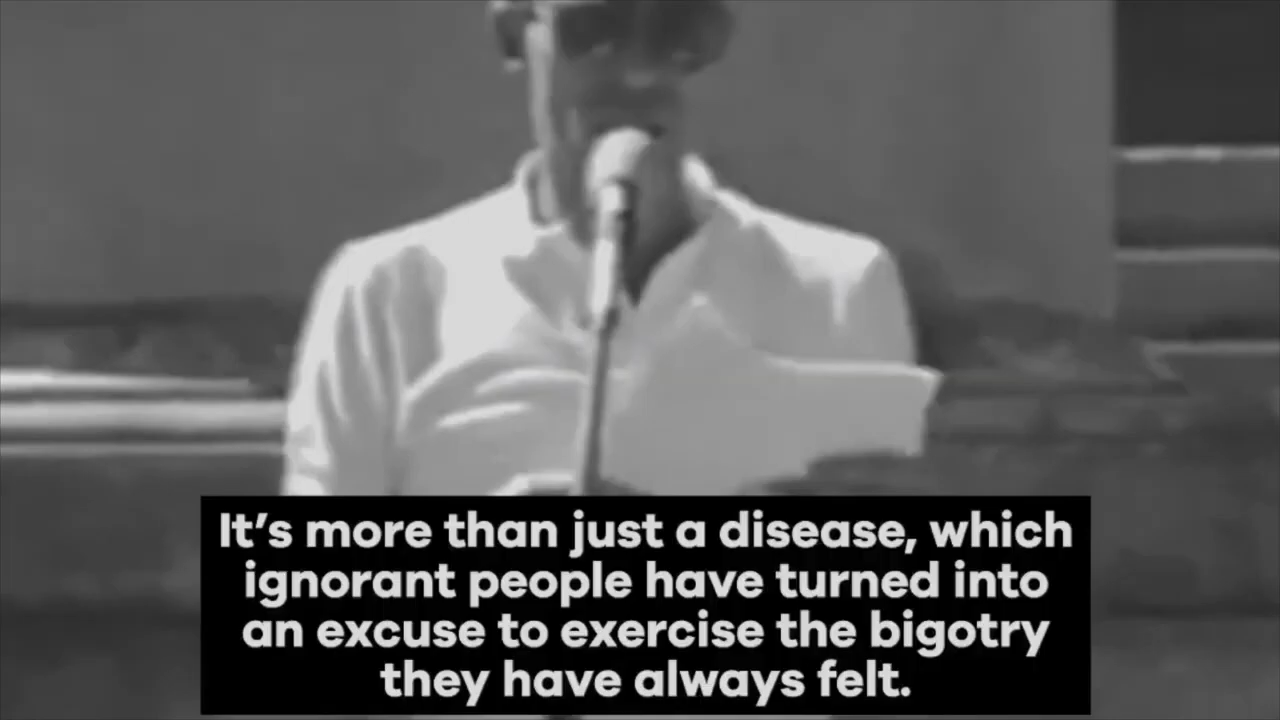 It’s more than just a disease, which
ignorant people have turned into
an excuse to exercise the bigotry
they have always felt.